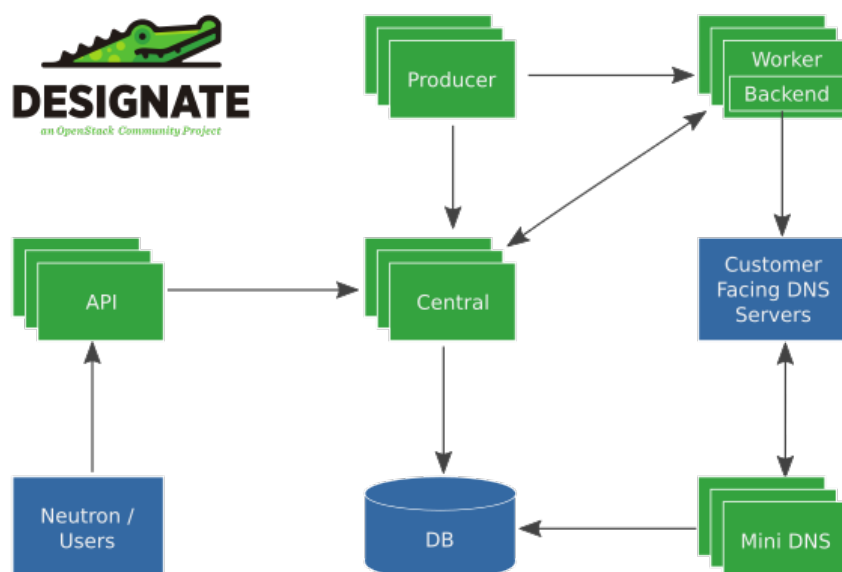 DESIGNATE
an OpenStack Community Project
Producer
Worker
Backend
API
Central
Customer
Facing DNS
Servers
Neutron /
Users
DB
Mini DNS